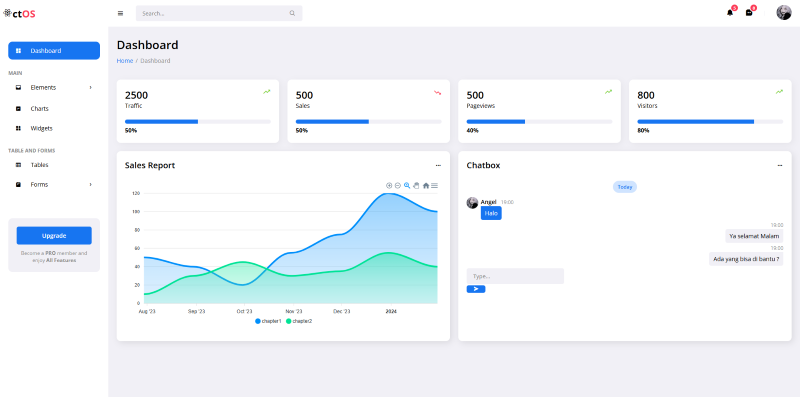 ctOS
Search...
5
8
Dashboard
MAIN
Elements
Charts
Widgets
TABLE AND FORMS
Tables
Forms
Upgrade
Become a PRO member and
enjoy All Features
Dashboard
Home / Dashboard
2500
Traffic
50%
500
Sales
50%
500
Pageviews
40%
800
Visitors
80%
Sales Report
120
100
80
60
40
20
0
Aug '23 Sep '23 Oct '23 Nov '23 Dec '23 2024
chapter1 chapter2
Chatbox
Today
Angel 19:00
Halo
19:00
Ya selamat Malam
19:00
Ada yang bisa di bantu ?
Type...